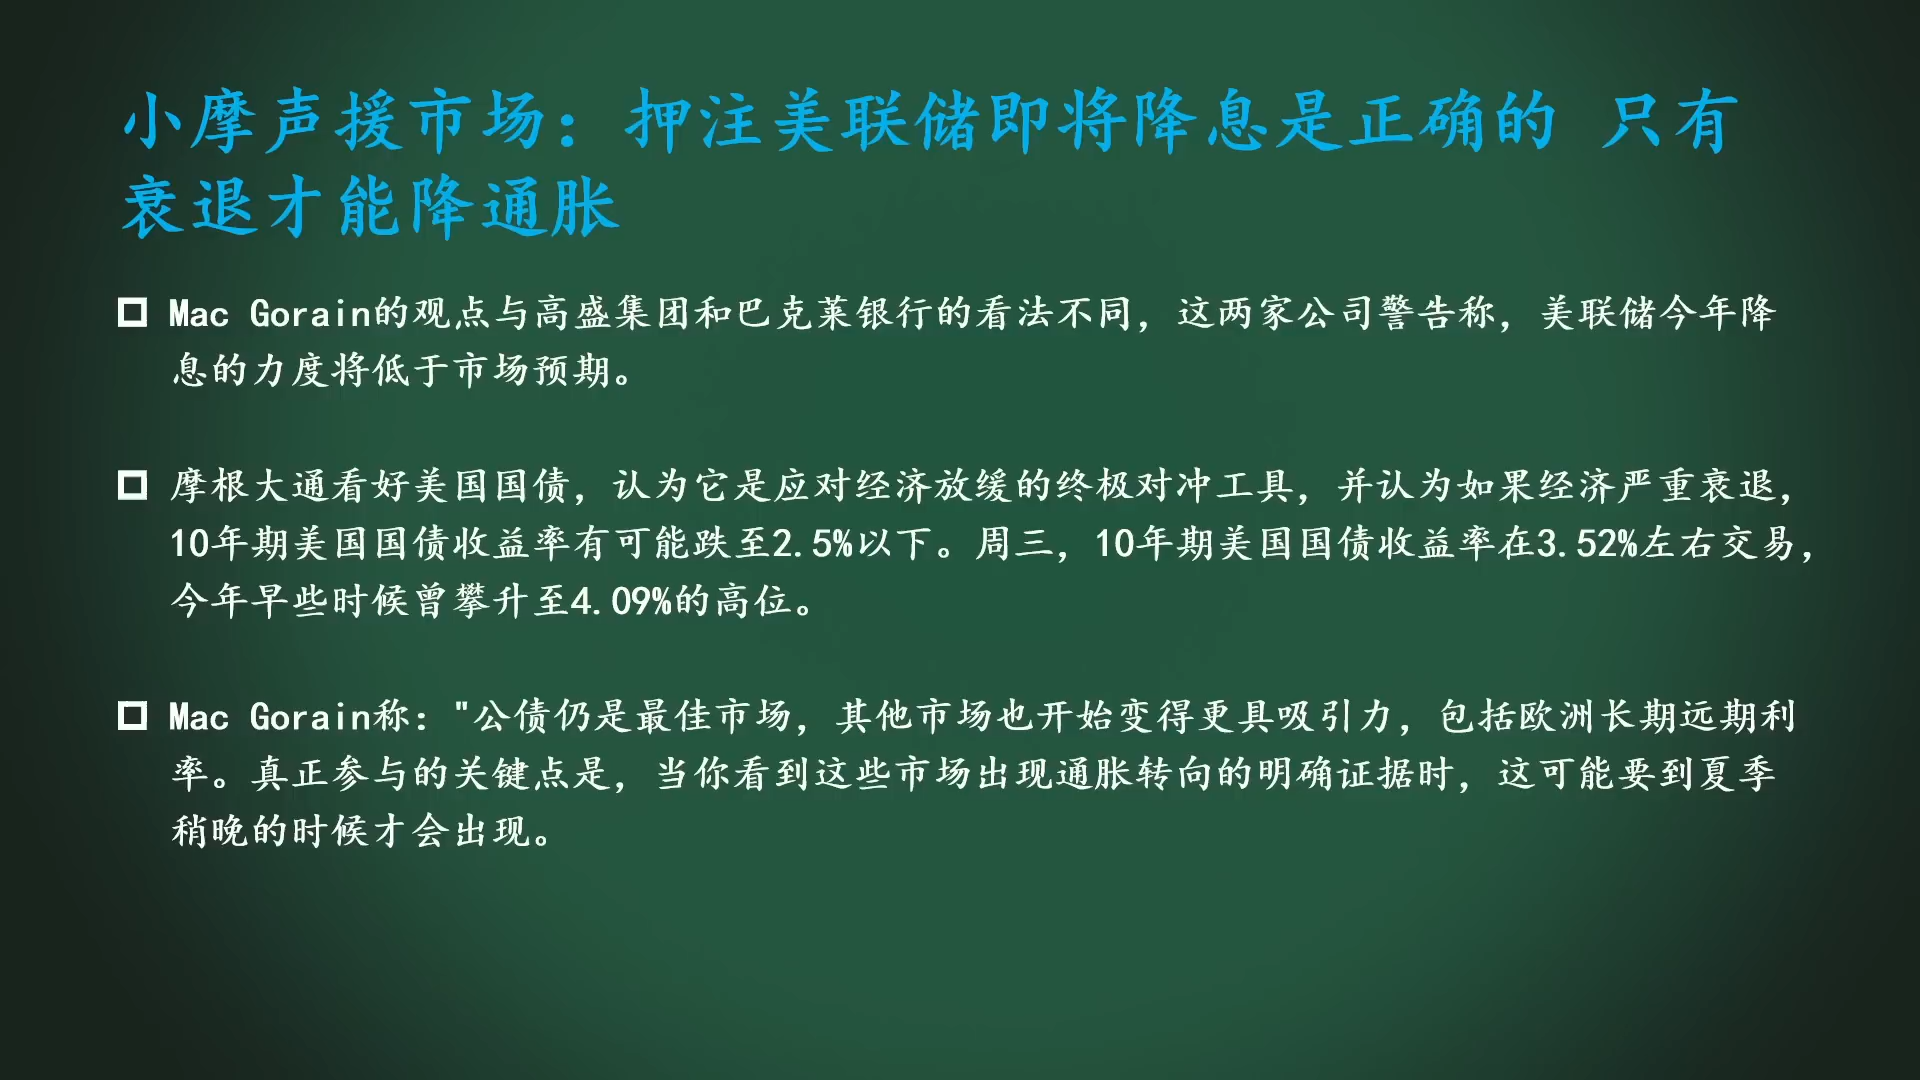 小摩声援市场：押注美联储即将降息是正确的 只有
衰退才能降通胀
Mac Gorain的观点与高盛集团和巴克莱银行的看法不同，这两家公司警告称，美联储今年降
息的力度将低于市场预期。
摩根大通看好美国国债，认为它是应对经济放缓的终极对冲工具，并认为如果经济严重衰退，
10年期美国国债收益率有可能跌至2.5%以下。周三，10年期美国国债收益率在3.52%左右交易，
今年早些时候曾攀升至4.09%的高位。
Mac Gorain称："公债仍是最佳市场，其他市场也开始变得更具吸引力，包括欧洲长期远期利
率。真正参与的关键点是，当你看到这些市场出现通胀转向的明确证据时，这可能要到夏季
稍晚的时候才会出现。